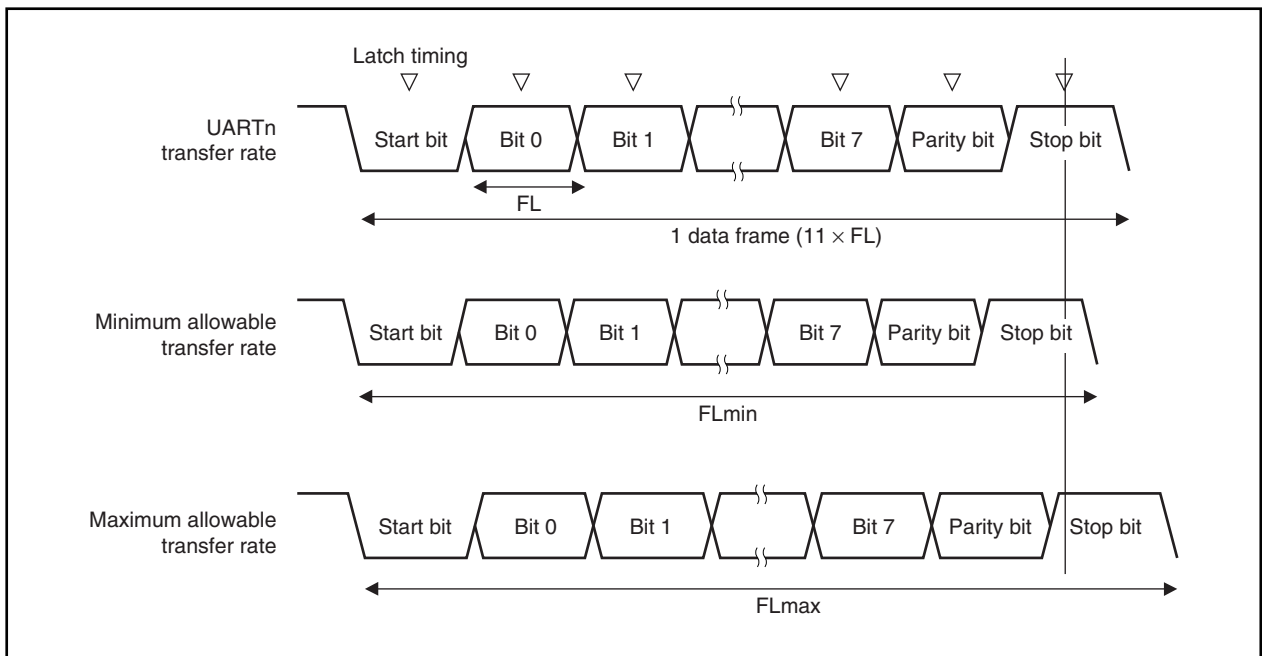 Latch timing
UARTn
transfer rate
Start bit
Bit 0
Bit 1
Bit 7
Parity bit
Stop bit
FL
1 data frame (11 × FL)
Minimum allowable
transfer rate
Start bit
Bit 0
Bit 1
Bit 7
Parity bit
Stop bit
FLmin
Maximum allowable
transfer rate
Start bit
Bit 0
Bit 1
Bit 7
Parity bit
Stop bit
FLmax